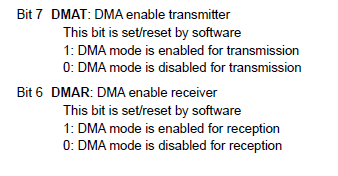 Bit 7 DMAT: DMA enable transmitter
This bit is set/reset by software
1: DMA mode is enabled for transmission
0: DMA mode is disabled for transmission
Bit 6 DMAR: DMA enable receiver
This bit is set/reset by software
1: DMA mode is enabled for reception
0: DMA mode is disabled for reception